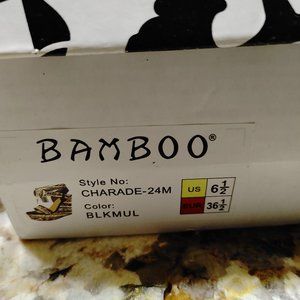 BAMBOO®
Style No:
CHARADE-24M
Color:
BLKMUL
US 6½
EUR 36½